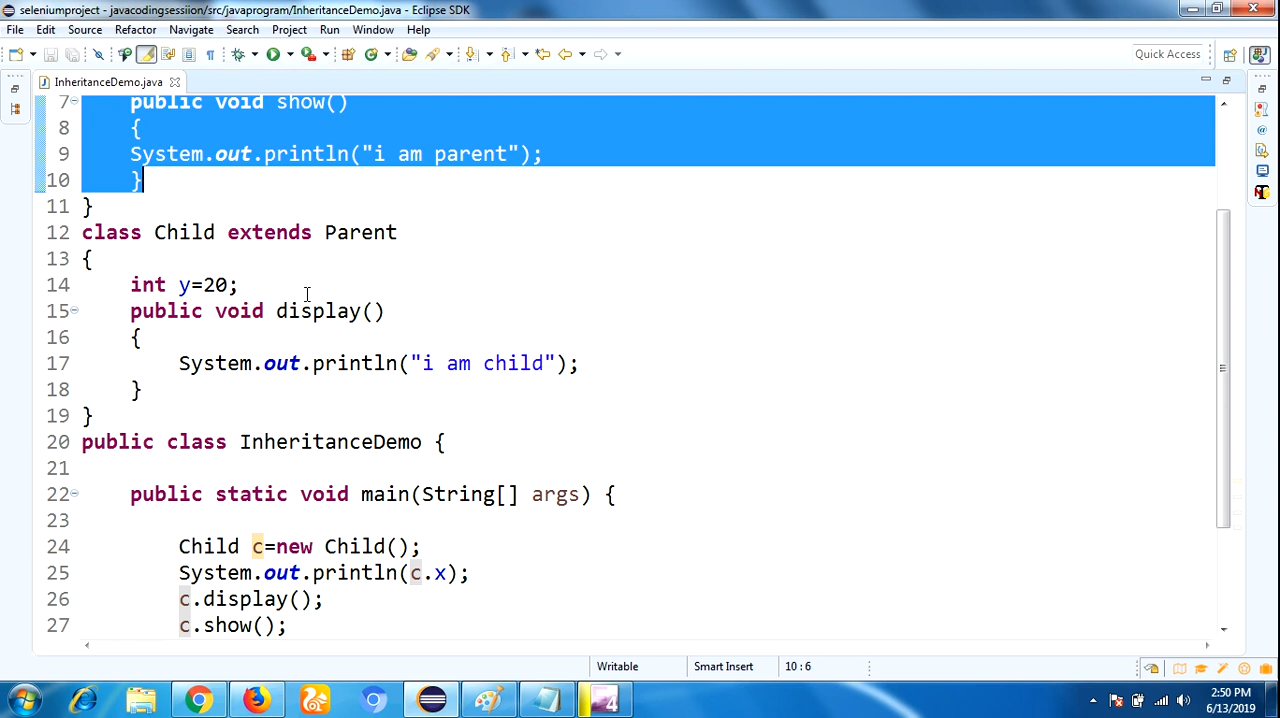 seleniumproject - javacodingsessiion/src/javaprogram/InheritanceDemo.java - Eclipse SDK
File Edit Source Refactor Navigate Search Project Run Window Help
Quick Access
InheritanceDemo.java
7 public void show()
8 {
9 System.out.println("i am parent");
10 }
11 }
12 class Child extends Parent
13 {
14 int y=20;
15 public void display()
16 {
17 System.out.println("i am child");
18 }
19 }
20 public class InheritanceDemo {
21
22 public static void main(String[] args) {
23
24 Child c=new Child();
25 System.out.println(c.x);
26 c.display();
27 c.show();
Writable Smart Insert 10 : 6
2:50 PM
6/13/2019